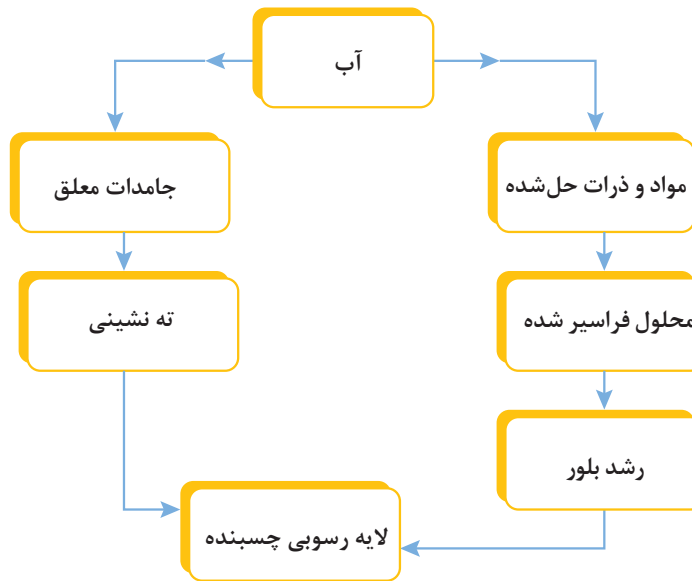 آب
مواد و ذرات حل‌شده
جامدات معلق
محلول فراسیر شده
ته نشینی
رشد بلور
لایه رسوبی چسبنده